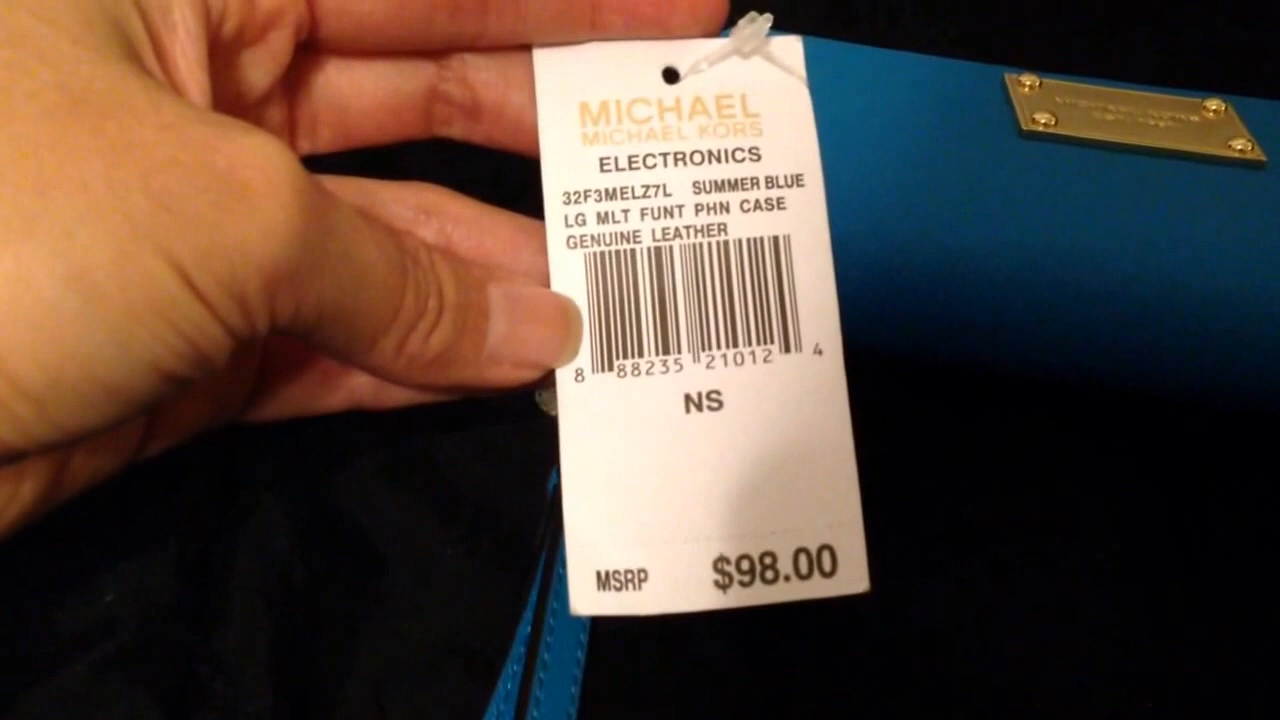 MICHAEL
MICHAEL KORS
ELECTRONICS
32F3MELZ7L SUMMER BLUE
LG MLT FUNT PHN CASE
GENUINE LEATHER
8 88235 21012 4
NS
MSRP $98.00